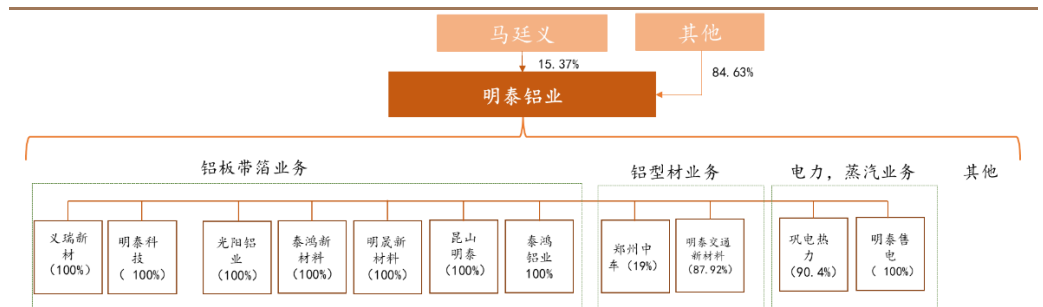 马廷义
其他
15.37%
84.63%
明泰铝业
铝板带箔业务
铝型材业务
电力，蒸汽业务
其他
义瑞新
材
（100%）
明泰科
技
（ 100%）
光阳铝
业
（100%）
泰鸿新
材料
（100%）
明晟新
材料
（100%）
昆山
明泰
（100%）
泰鸿
铝业
100%
郑州中
车（19%）
明泰交通
新材料
（87.92%）
巩电热
力
（90.4%）
明泰售
电
（ 100%）